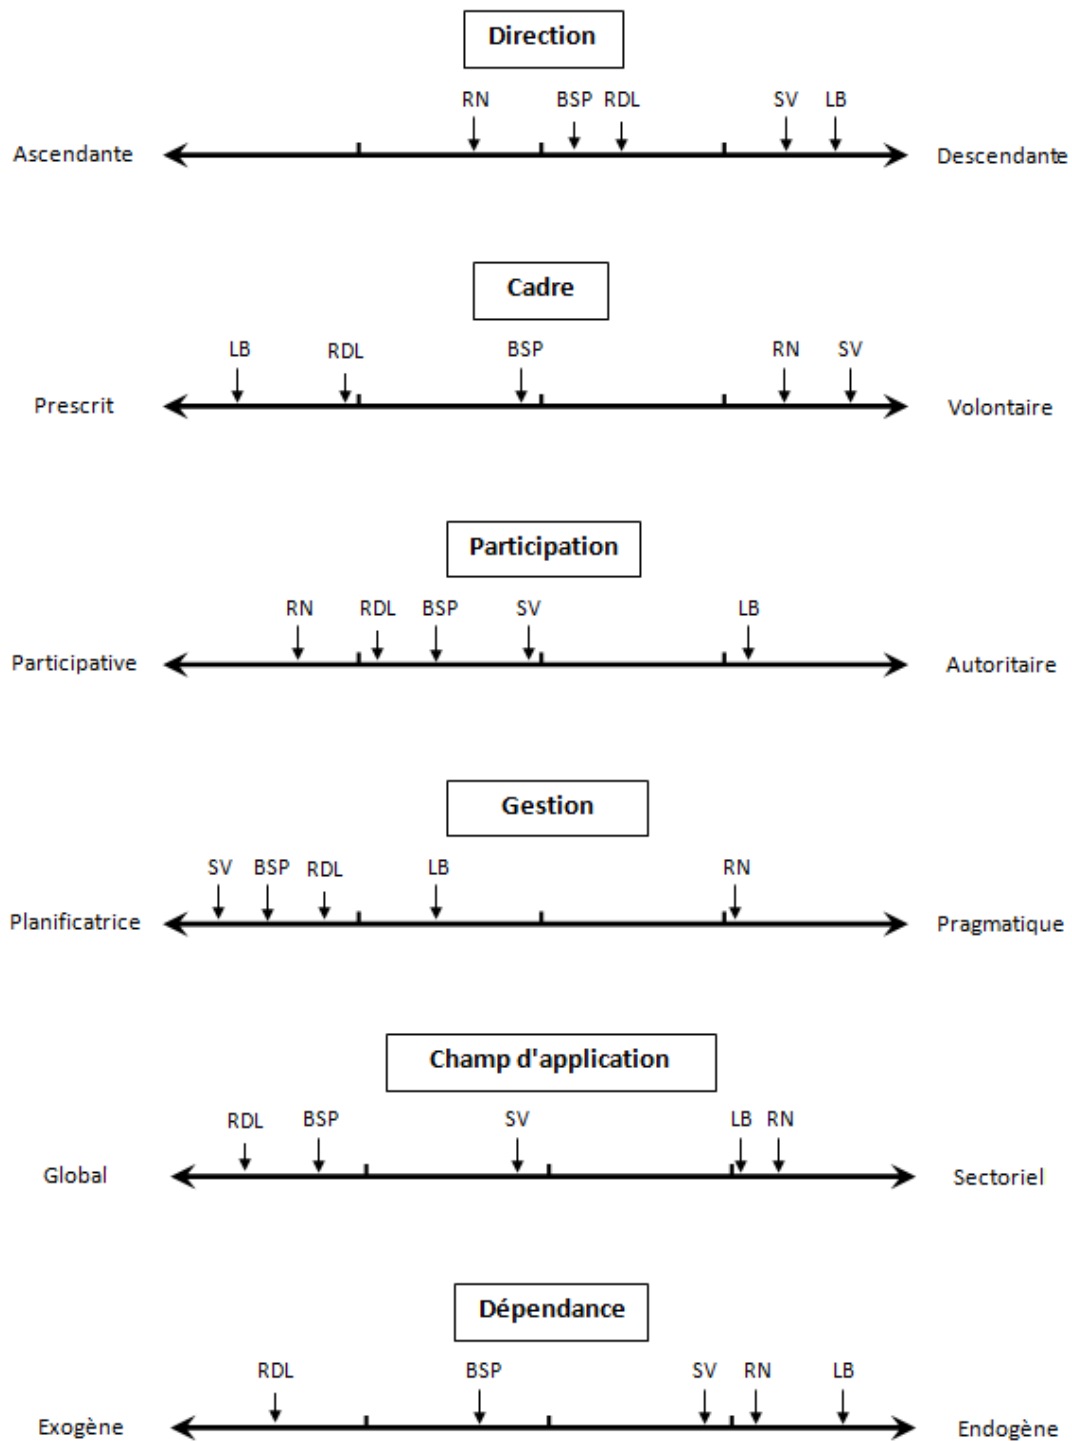 Direction
RN BSP RDL SV LB
Ascendante Descendante
Cadre
LB RDL BSP RN SV
Prescrit Volontaire
Participation
RN RDL BSP SV LB
Participative Autoritaire
Gestion
SV BSP RDL LB RN
Planificatrice Pragmatique
Champ d'application
RDL BSP SV LB RN
Global Sectoriel
Dépendance
RDL BSP SV RN LB
Exogène Endogène